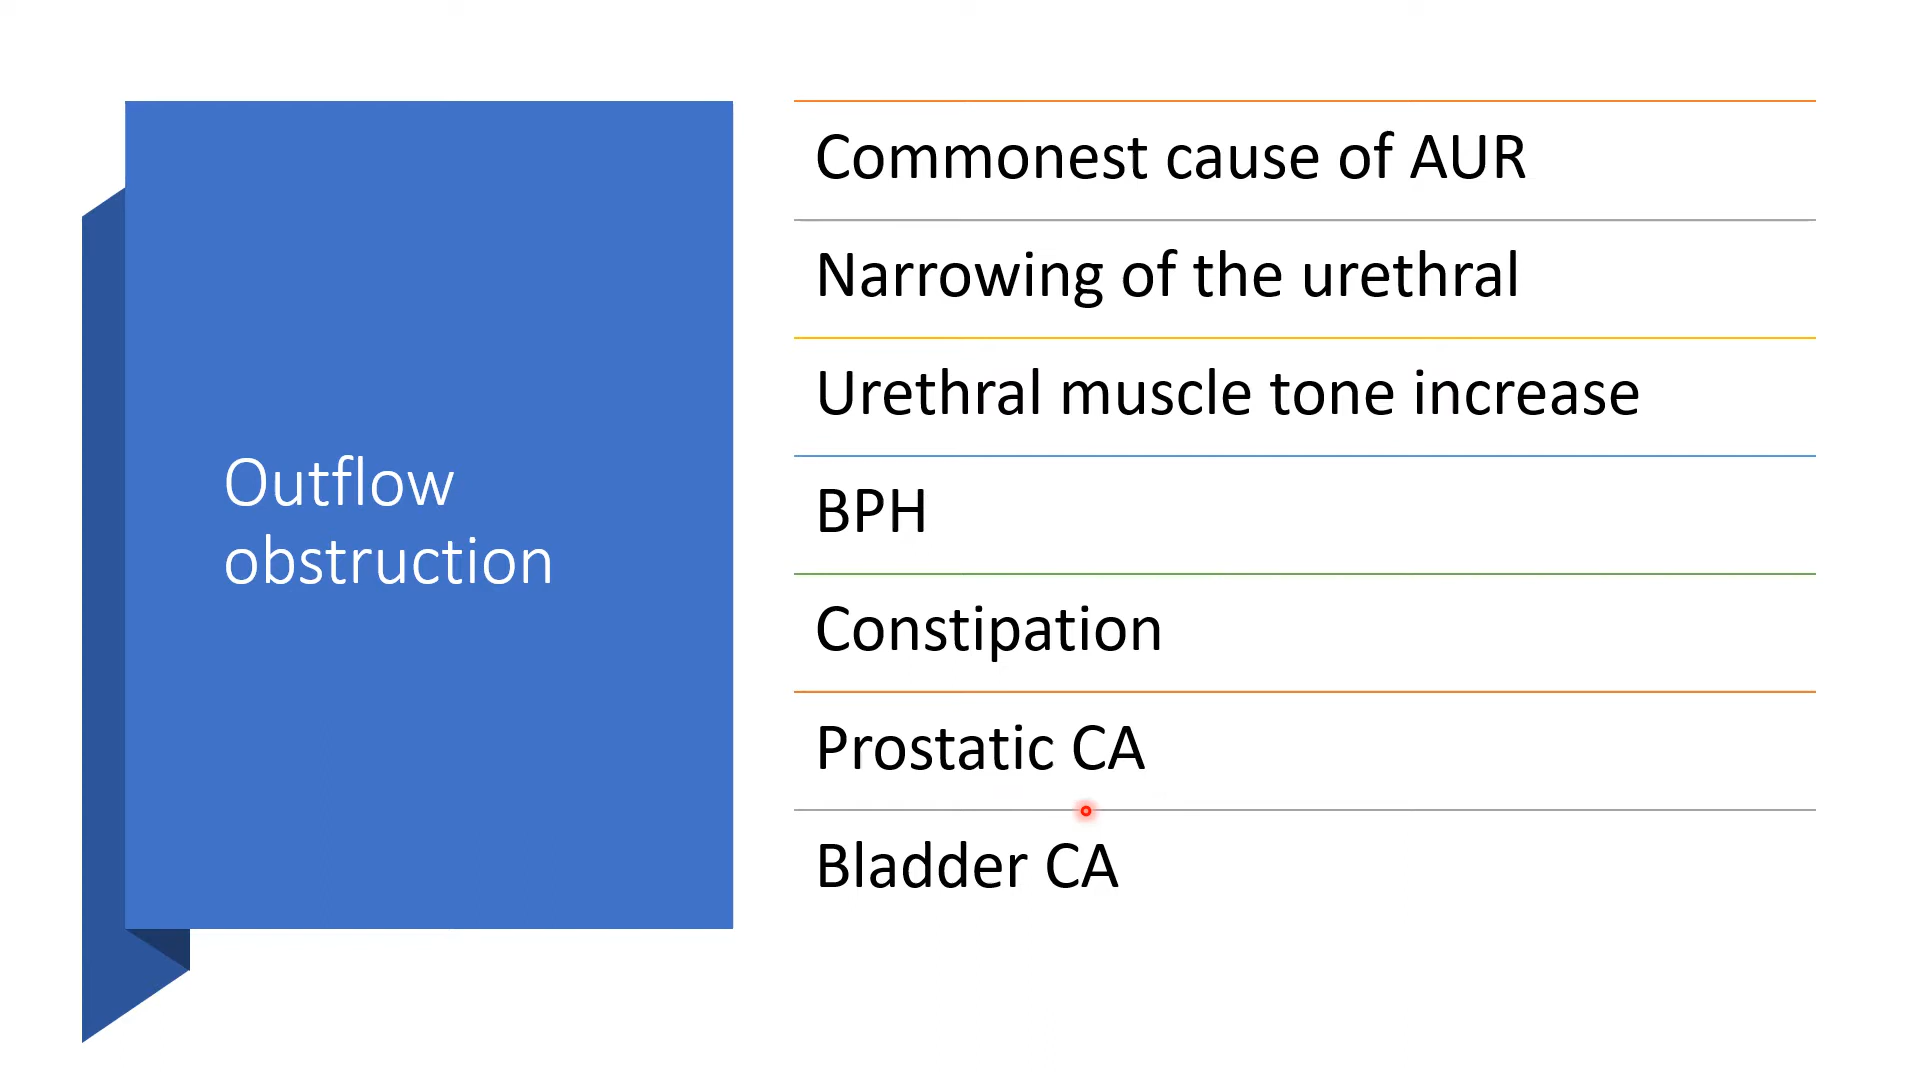 Outflow
obstruction
Commonest cause of AUR
Narrowing of the urethral
Urethral muscle tone increase
BPH
Constipation
Prostatic CA
Bladder CA